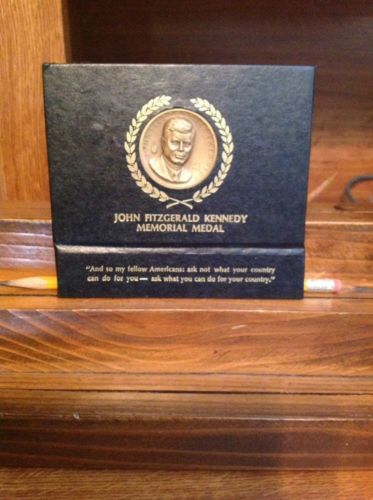 JOHN FITZGERALD KENNEDY
MEMORIAL MEDAL
"And so my fellow Americans: ask not what your country
can do for you — ask what you can do for your country."